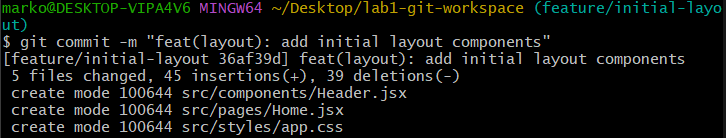 marko@DESKTOP-VIPA4V6 MINGW64 ~/Desktop/lab1-git-workspace (feature/initial-layo
ut)
$ git commit -m "feat(layout): add initial layout components"
[feature/initial-layout 36af39d] feat(layout): add initial layout components
 5 files changed, 45 insertions(+), 39 deletions(-)
 create mode 100644 src/components/Header.jsx
 create mode 100644 src/pages/Home.jsx
 create mode 100644 src/styles/app.css